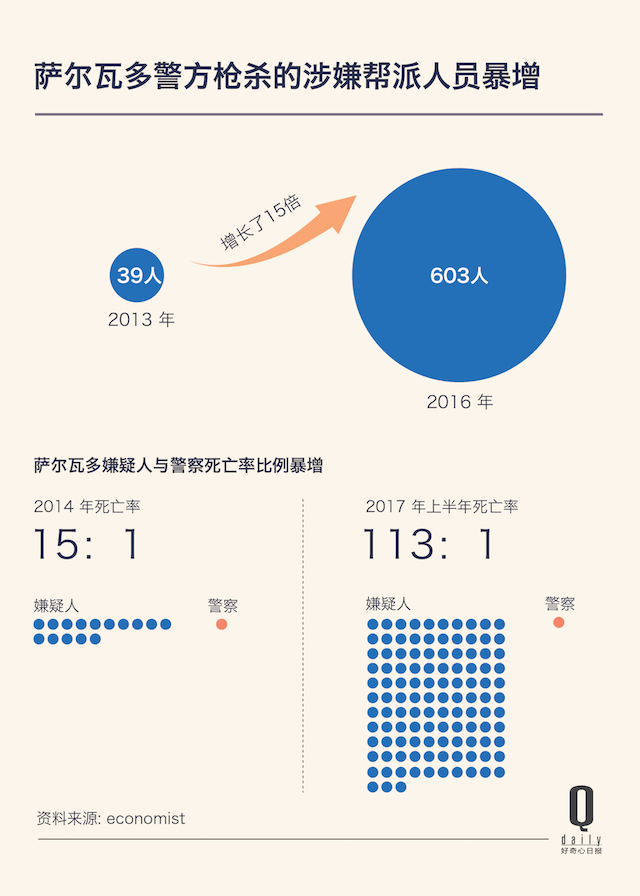 萨尔瓦多警方枪杀的涉嫌帮派人员暴增
增长了15倍
39人
603人
2013 年
2016 年
萨尔瓦多嫌疑人与警察死亡率比例暴增
2014 年死亡率
15: 1
嫌疑人
警察
2017 年上半年死亡率
113: 1
嫌疑人
警察
资料来源: economist
Q
daily
好奇心日报